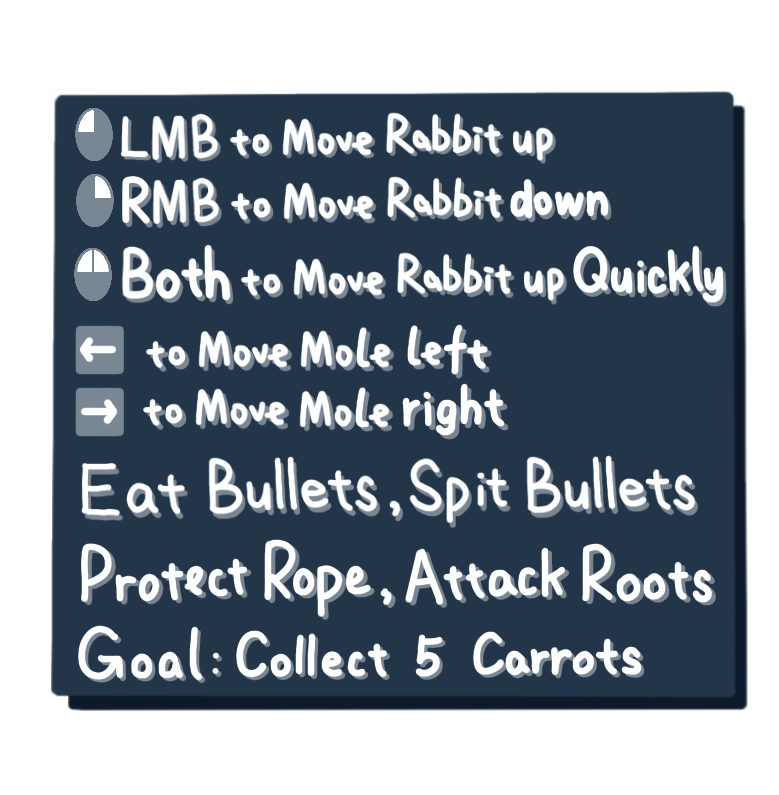 LMB to Move Rabbit up
RMB to Move Rabbit down
Both to Move Rabbit up Quickly
← to Move Mole left
→ to Move Mole right
Eat Bullets, Spit Bullets
Protect Rope, Attack Roots
Goal: Collect 5 Carrots